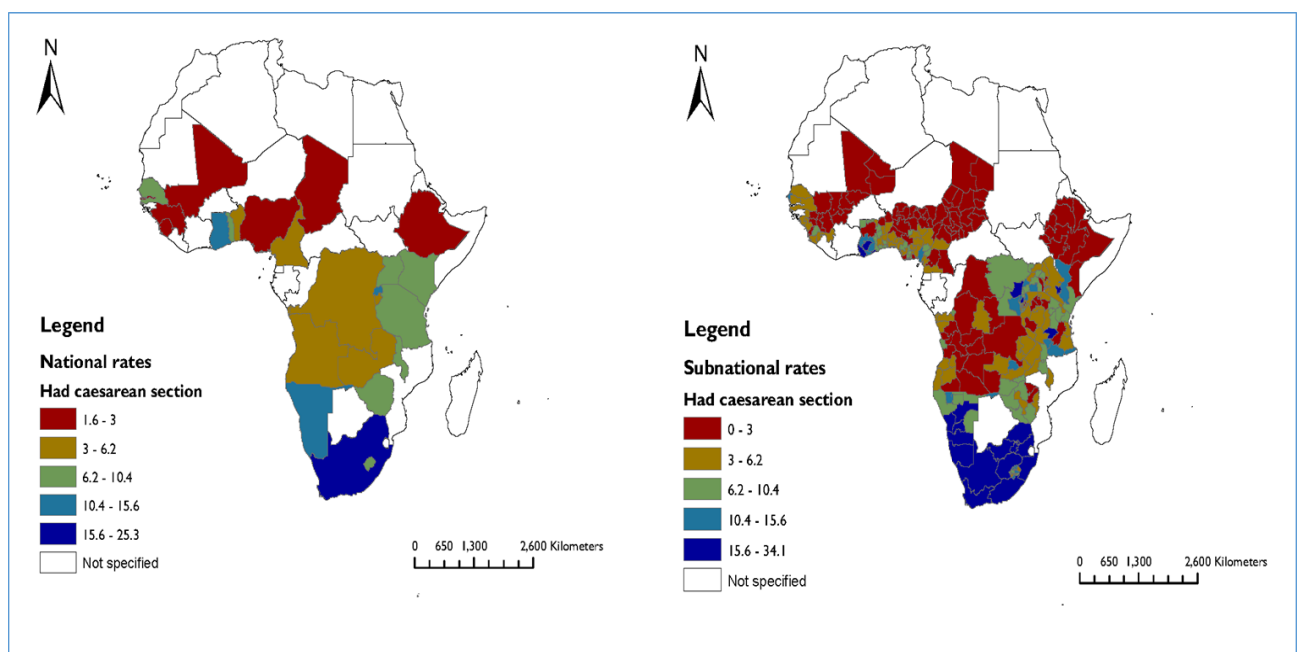 N
Legend
National rates
Had caesarean section
1.6 - 3
3 - 6.2
6.2 - 10.4
10.4 - 15.6
15.6 - 25.3
Not specified
0 650 1,300 2,600 Kilometers
N
Legend
Subnational rates
Had caesarean section
0 - 3
3 - 6.2
6.2 - 10.4
10.4 - 15.6
15.6 - 34.1
Not specified
0 650 1,300 2,600 Kilometers